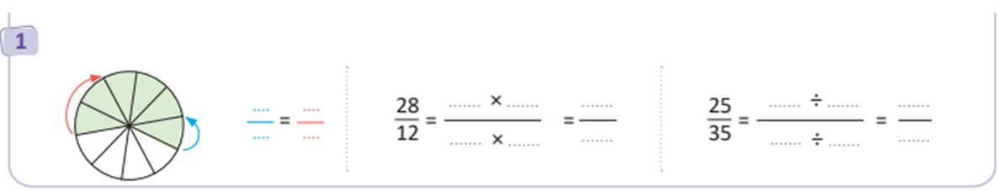 1
.... / .... = .... / ....
28 / 12 = ...... × ...... / ...... × ...... = ...... / ......
25 / 35 = ...... ÷ ...... / ...... ÷ ...... = ...... / ......